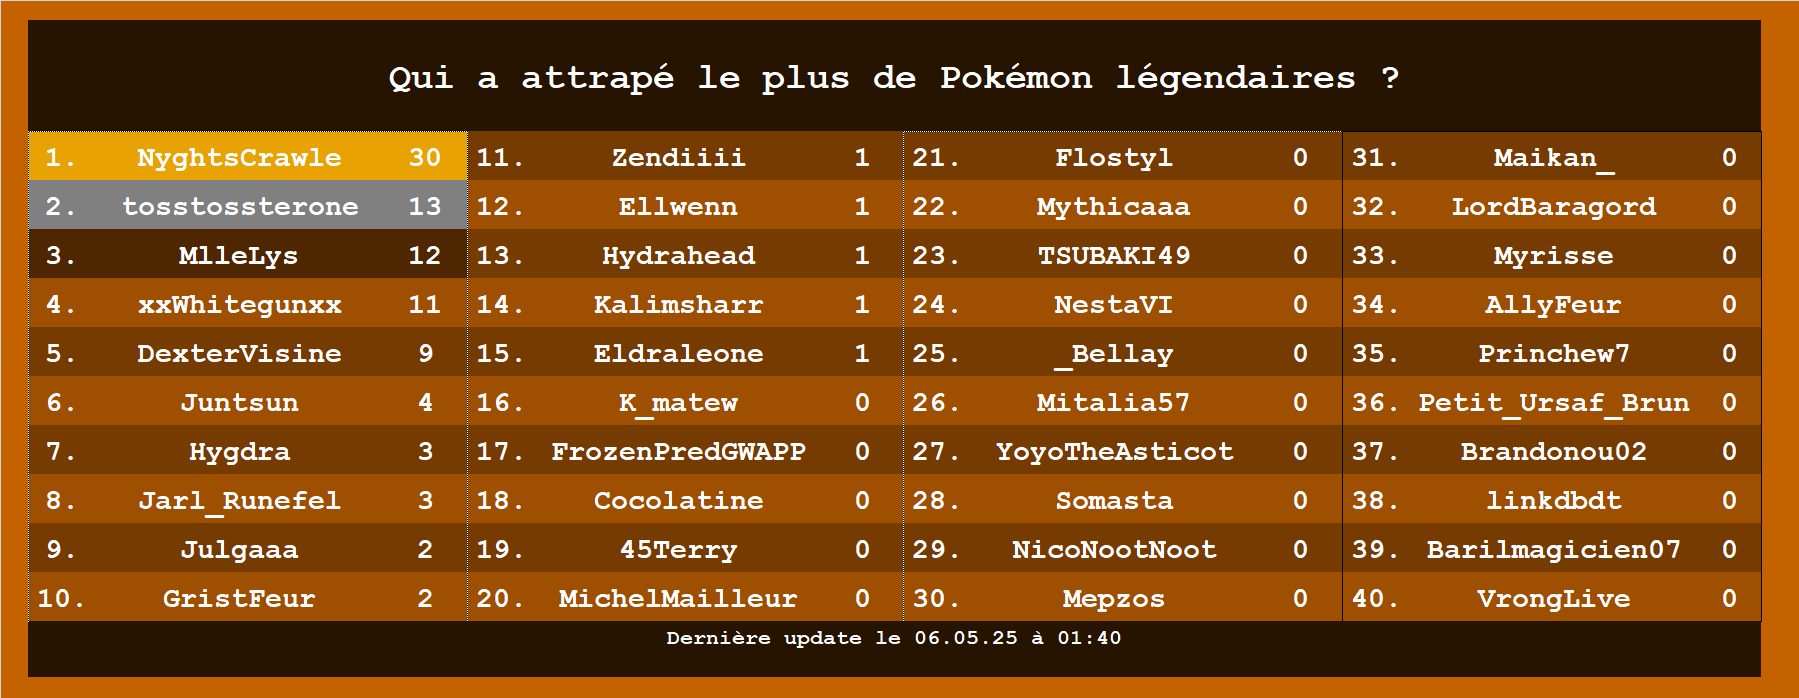 Qui a attrapé le plus de Pokémon légendaires ?
1. NyghtsCrawle 30 11. Zendiiii 1 21. Flostyl 0 31. Maikan_ 0
2. tosstossterone 13 12. Ellwenn 1 22. Mythicaaa 0 32. LordBaragord 0
3. MlleLys 12 13. Hydrahead 1 23. TSUBAKI49 0 33. Myrisse 0
4. xxWhitegunxx 11 14. Kalimsharr 1 24. NestaVI 0 34. AllyFeur 0
5. DexterVisine 9 15. Eldraleone 1 25. _Bellay 0 35. Princhew7 0
6. Juntsun 4 16. K_matew 0 26. Mitalia57 0 36. Petit_Ursaf_Brun 0
7. Hygdra 3 17. FrozenPredGWAPP 0 27. YoyoTheAsticot 0 37. Brandonou02 0
8. Jarl_Runefel 3 18. Cocolatine 0 28. Somasta 0 38. linkdbdt 0
9. Julgaaa 2 19. 45Terry 0 29. NicoNootNoot 0 39. Barilmagicien07 0
10. GristFeur 2 20. MichelMailleur 0 30. Mepzos 0 40. VrongLive 0
Dernière update le 06.05.25 à 01:40